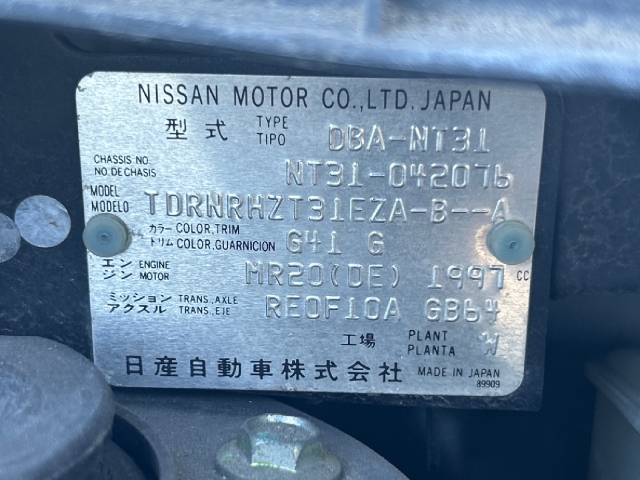 NISSAN MOTOR CO.,LTD. JAPAN
型式 TYPE TIPO DBA-NT31
CHASSIS NO. NO. DE CHASIS NT31-042076
MODEL MODELO TDRNRHZT31EZA-B--A
カラー トリム COLOR, TRIM COLOR, GUARNICION G41 G
エンジン ENGINE MOTOR MR20(DE) 1997 CC
ミッション アクスル TRANS., AXLE TRANS., EJE RE0F10A GB64
工場 PLANT PLANTA W
日産自動車株式会社 MADE IN JAPAN
89909